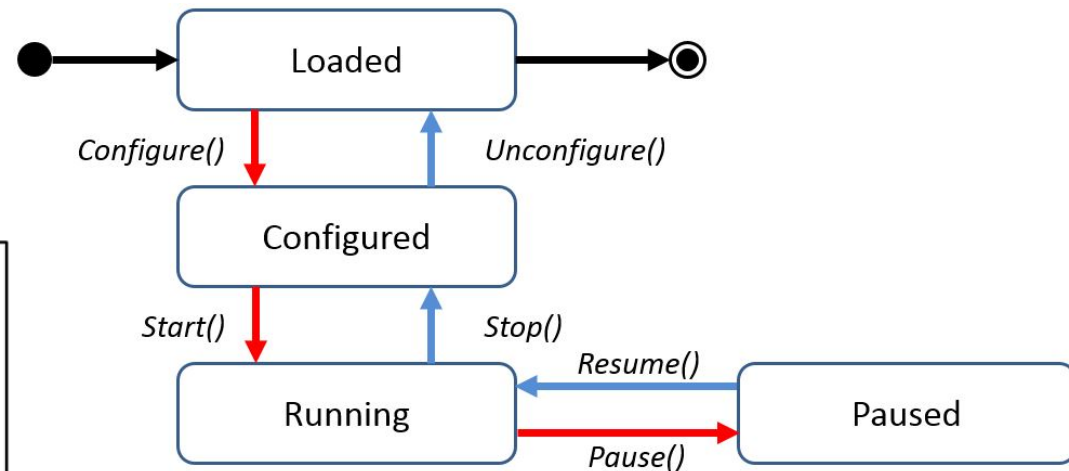 Loaded
Configure()
Unconfigure()
Configured
Start()
Stop()
Resume()
Running
Paused
Pause()